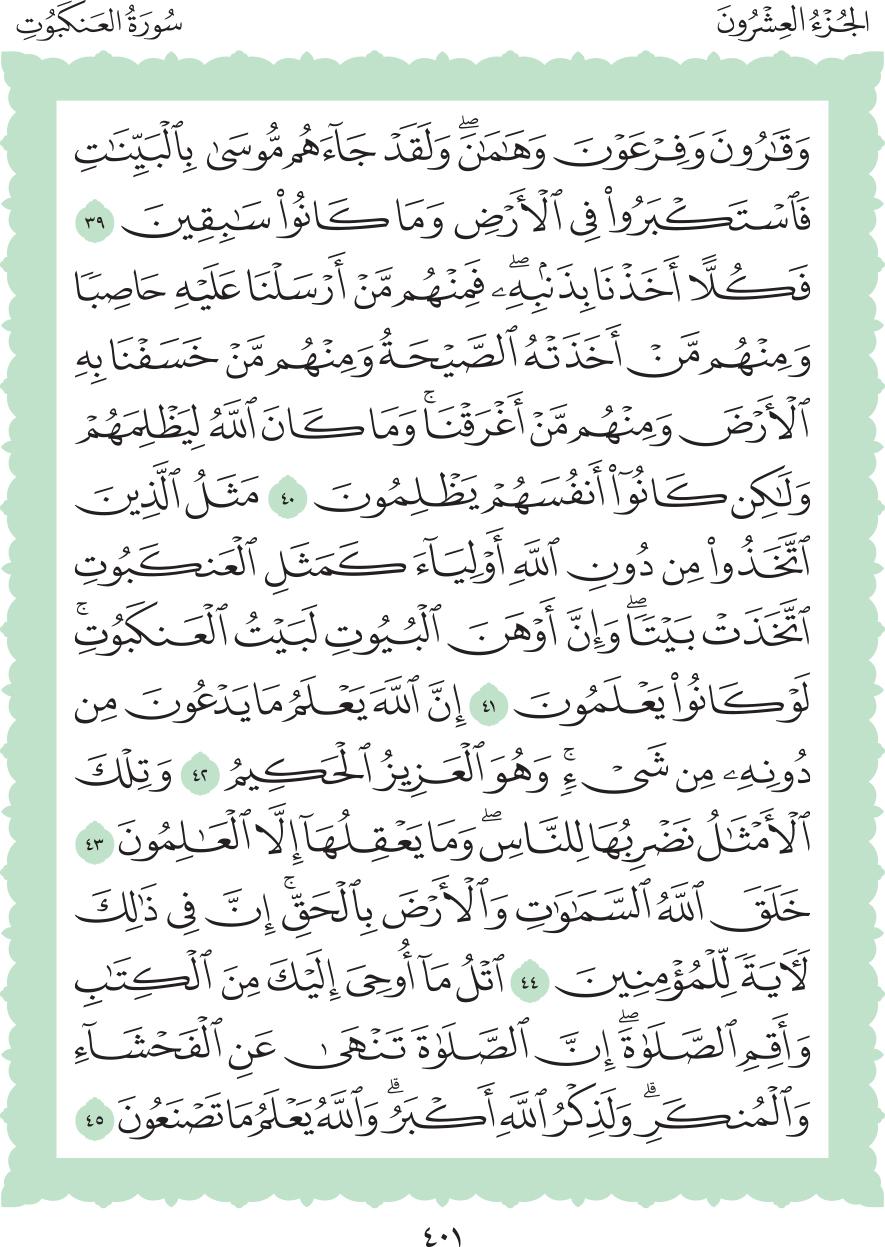 الجُزْءُ العِشْرُونَ
سُورَةُ العَنكَبُوتِ
وَقَٰرُونَ وَفِرْعَوْنَ وَهَٰمَٰنَۖ وَلَقَدْ جَآءَهُم مُّوسَىٰ بِٱلْبَيِّنَٰتِ
فَٱسْتَكْبَرُوا۟ فِى ٱلْأَرْضِ وَمَا كَانُوا۟ سَٰبِقِينَ ٣٩
فَكُلًّا أَخَذْنَا بِذَنۢبِهِۦۖ فَمِنْهُم مَّنْ أَرْسَلْنَا عَلَيْهِ حَاصِبًا
وَمِنْهُم مَّنْ أَخَذَتْهُ ٱلصَّيْحَةُ وَمِنْهُم مَّنْ خَسَفْنَا بِهِ
ٱلْأَرْضَ وَمِنْهُم مَّنْ أَغْرَقْنَاۚ وَمَا كَانَ ٱللَّهُ لِيَظْلِمَهُمْ
وَلَٰكِن كَانُوٓا۟ أَنفُسَهُمْ يَظْلِمُونَ ٤٠ مَثَلُ ٱلَّذِينَ
ٱتَّخَذُوا۟ مِن دُونِ ٱللَّهِ أَوْلِيَآءَ كَمَثَلِ ٱلْعَنكَبُوتِ
ٱتَّخَذَتْ بَيْتًاۖ وَإِنَّ أَوْهَنَ ٱلْبُيُوتِ لَبَيْتُ ٱلْعَنكَبُوتِۚ
لَوْ كَانُوا۟ يَعْلَمُونَ ٤١ إِنَّ ٱللَّهَ يَعْلَمُ مَا يَدْعُونَ مِن
دُونِهِۦ مِن شَىْءٍۚ وَهُوَ ٱلْعَزِيزُ ٱلْحَكِيمُ ٤٢ وَتِلْكَ
ٱلْأَمْثَٰلُ نَضْرِبُهَا لِلنَّاسِۖ وَمَا يَعْقِلُهَآ إِلَّا ٱلْعَٰلِمُونَ ٤٣
خَلَقَ ٱللَّهُ ٱلسَّمَٰوَٰتِ وَٱلْأَرْضَ بِٱلْحَقِّۚ إِنَّ فِى ذَٰلِكَ
لَءَايَةً لِّلْمُؤْمِنِينَ ٤٤ ٱتْلُ مَآ أُوحِىَ إِلَيْكَ مِنَ ٱلْكِتَٰبِ
وَأَقِمِ ٱلصَّلَوٰةَۖ إِنَّ ٱلصَّلَوٰةَ تَنْهَىٰ عَنِ ٱلْفَحْشَآءِ
وَٱلْمُنكَرِۗ وَلَذِكْرُ ٱللَّهِ أَكْبَرُۗ وَٱللَّهُ يَعْلَمُ مَا تَصْنَعُونَ ٤٥
٤٠١